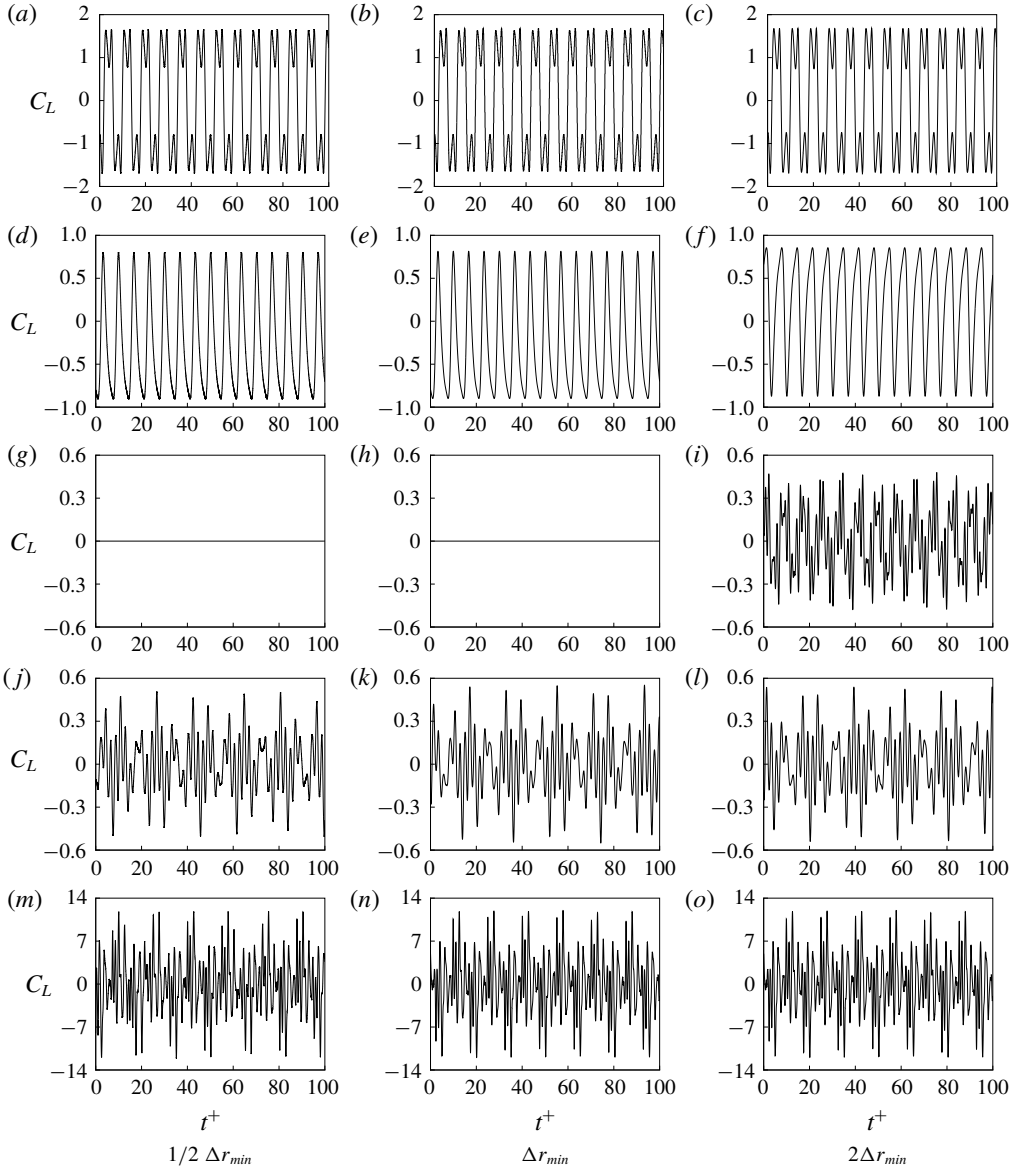 (a) (b) (c)
2 2 2
1 1 1
C_L 0 0 0
−1 −1 −1
−2 −2 −2
0 20 40 60 80 100 0 20 40 60 80 100 0 20 40 60 80 100
(d) (e) (f)
1.0 1.0 1.0
0.5 0.5 0.5
C_L 0 0 0
−0.5 −0.5 −0.5
−1.0 −1.0 −1.0
0 20 40 60 80 100 0 20 40 60 80 100 0 20 40 60 80 100
(g) (h) (i)
0.6 0.6 0.6
0.3 0.3 0.3
C_L 0 0 0
−0.3 −0.3 −0.3
−0.6 −0.6 −0.6
0 20 40 60 80 100 0 20 40 60 80 100 0 20 40 60 80 100
(j) (k) (l)
0.6 0.6 0.6
0.3 0.3 0.3
C_L 0 0 0
−0.3 −0.3 −0.3
−0.6 −0.6 −0.6
0 20 40 60 80 100 0 20 40 60 80 100 0 20 40 60 80 100
(m) (n) (o)
14 14 14
7 7 7
C_L 0 0 0
−7 −7 −7
−14 −14 −14
0 20 40 60 80 100 0 20 40 60 80 100 0 20 40 60 80 100
t⁺ t⁺ t⁺
1/2 Δr_min Δr_min 2Δr_min